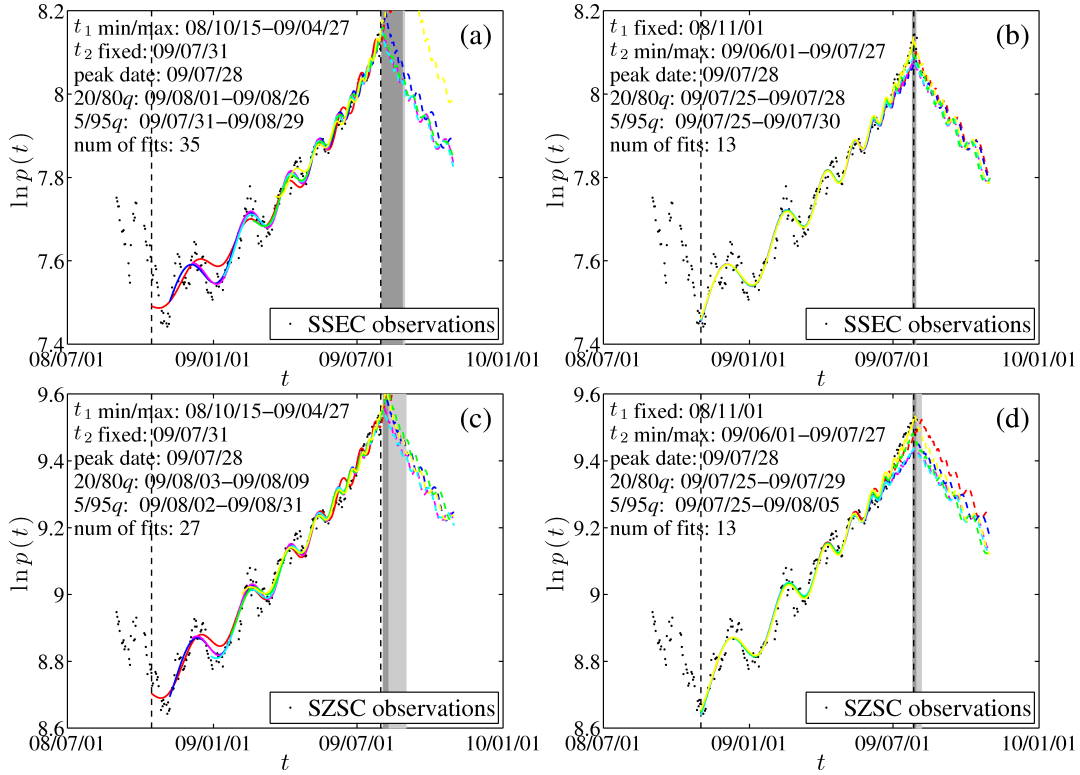 (a)
t₁ min/max: 08/10/15−09/04/27
t₂ fixed: 09/07/31
peak date: 09/07/28
20/80q: 09/08/01−09/08/26
5/95q: 09/07/31−09/08/29
num of fits: 35
8.2
8
7.8
7.6
7.4
ln p(t)
SSEC observations
08/07/01
09/01/01
09/07/01
10/01/01
t
(b)
t₁ fixed: 08/11/01
t₂ min/max: 09/06/01−09/07/27
peak date: 09/07/28
20/80q: 09/07/25−09/07/28
5/95q: 09/07/25−09/07/30
num of fits: 13
8.2
8
7.8
7.6
7.4
ln p(t)
SSEC observations
08/07/01
09/01/01
09/07/01
10/01/01
t
(c)
t₁ min/max: 08/10/15−09/04/27
t₂ fixed: 09/07/31
peak date: 09/07/28
20/80q: 09/08/03−09/08/09
5/95q: 09/08/02−09/08/31
num of fits: 27
9.6
9.4
9.2
9
8.8
8.6
ln p(t)
SZSC observations
08/07/01
09/01/01
09/07/01
10/01/01
t
(d)
t₁ fixed: 08/11/01
t₂ min/max: 09/06/01−09/07/27
peak date: 09/07/28
20/80q: 09/07/25−09/07/29
5/95q: 09/07/25−09/08/05
num of fits: 13
9.6
9.4
9.2
9
8.8
8.6
ln p(t)
SZSC observations
08/07/01
09/01/01
09/07/01
10/01/01
t